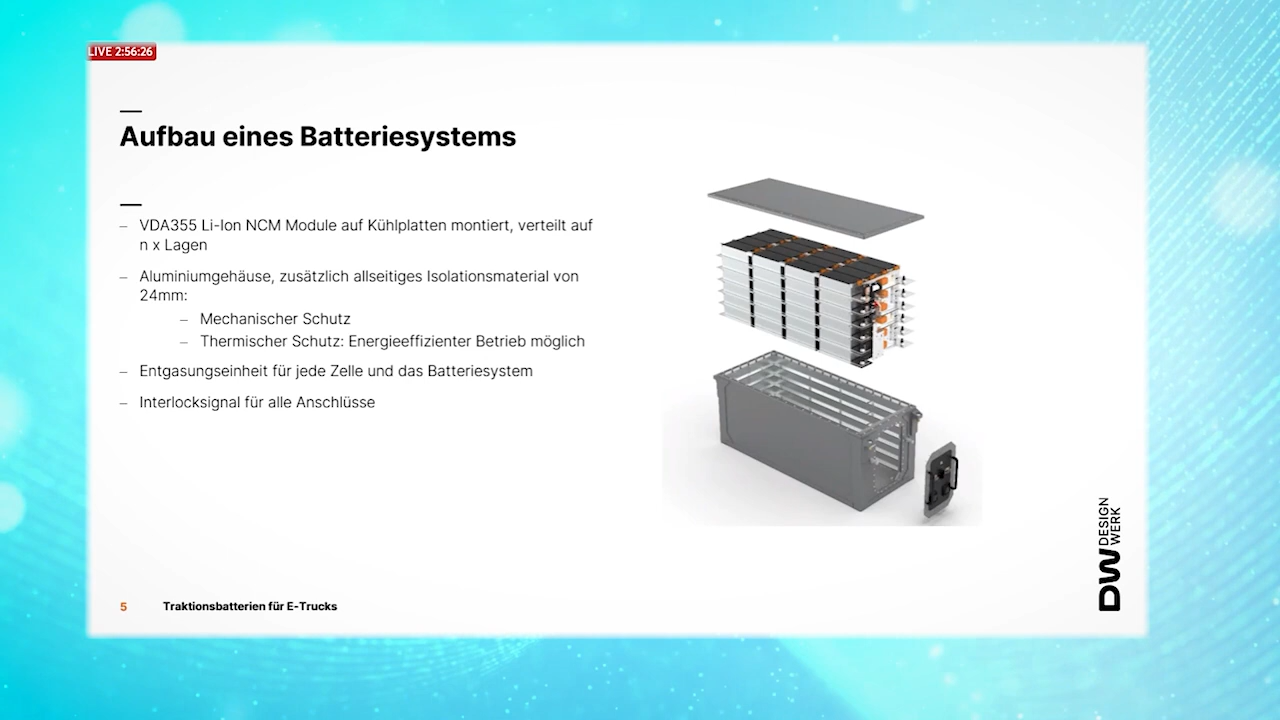 LIVE 2:56:26
Aufbau eines Batteriesystems
– VDA355 Li-Ion NCM Module auf Kühlplatten montiert, verteilt auf
n x Lagen
– Aluminiumgehäuse, zusätzlich allseitiges Isolationsmaterial von
24mm:
– Mechanischer Schutz
– Thermischer Schutz: Energieeffizienter Betrieb möglich
– Entgasungseinheit für jede Zelle und das Batteriesystem
– Interlocksignal für alle Anschlüsse
DW DESIGN
WERK
5 Traktionsbatterien für E-Trucks